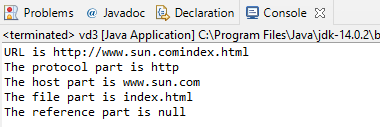 Problems @ Javadoc Declaration Console
<terminated> vd3 [Java Application] C:\Program Files\Java\jdk-14.0.2\b
URL is http://www.sun.comindex.html
The protocol part is http
The host part is www.sun.com
The file part is index.html
The reference part is null